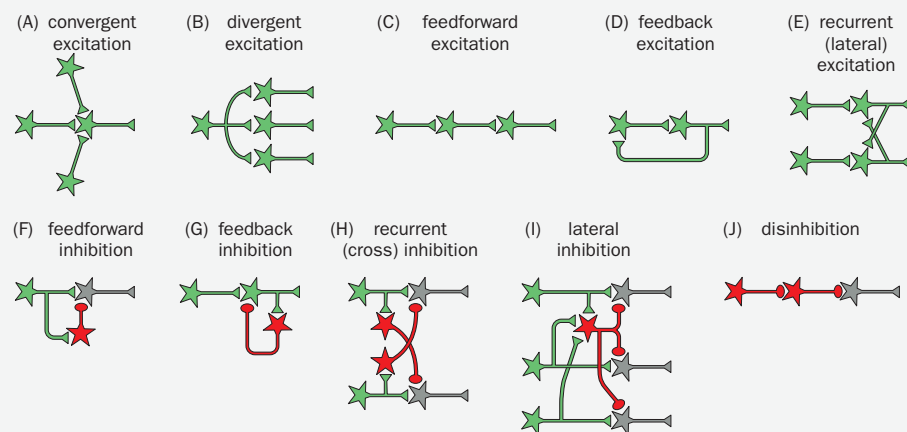 (A) convergent
excitation
(B) divergent
excitation
(C) feedforward
excitation
(D) feedback
excitation
(E) recurrent
(lateral)
excitation
(F) feedforward
inhibition
(G) feedback
inhibition
(H) recurrent
(cross) inhibition
(I) lateral
inhibition
(J) disinhibition